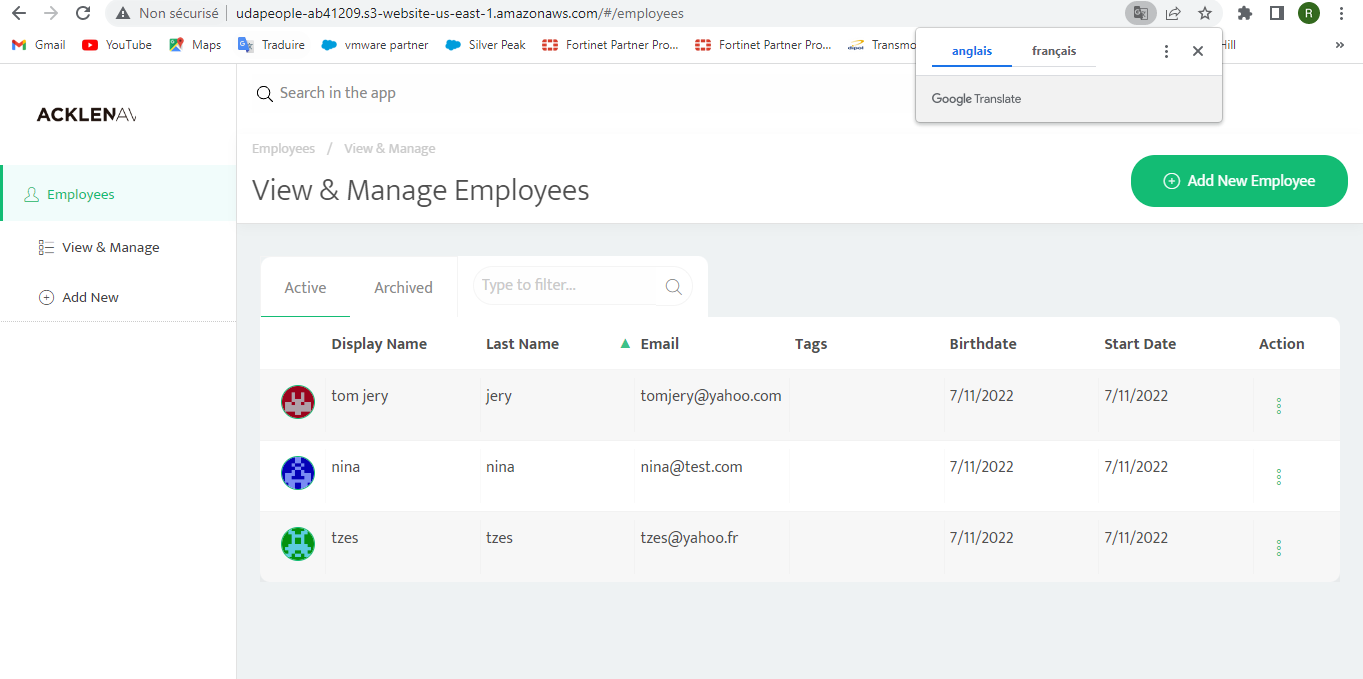 Non sécurisé | udapeople-ab41209.s3-website-us-east-1.amazonaws.com/#/employees
R
Gmail YouTube Maps Traduire vmware partner Silver Peak Fortinet Partner Pro... Fortinet Partner Pro... »
anglais français
Google Translate
ACKLENAV
Search in the app
Employees / View & Manage
View & Manage Employees
Add New Employee
Employees
View & Manage
Add New
Active Archived Type to filter...
Display Name Last Name Email Tags Birthdate Start Date Action
tom jery jery tomjery@yahoo.com 7/11/2022 7/11/2022
nina nina nina@test.com 7/11/2022 7/11/2022
tzes tzes tzes@yahoo.fr 7/11/2022 7/11/2022